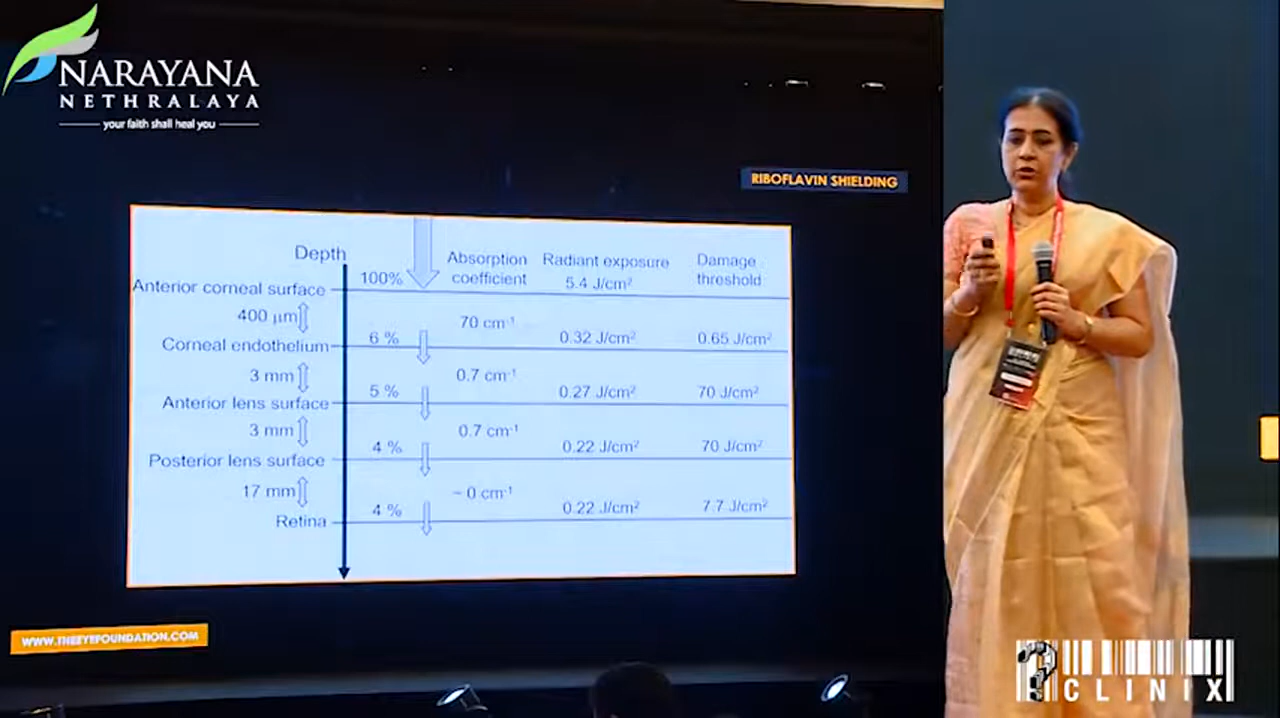 NARAYANA
NETHRALAYA
your faith shall heal you
RIBOFLAVIN SHIELDING
Depth
100%
Absorption coefficient
Radiant exposure 5.4 J/cm²
Damage threshold
Anterior corneal surface
400 µm
70 cm⁻¹
Corneal endothelium
6 %
0.32 J/cm²
0.65 J/cm²
3 mm
0.7 cm⁻¹
Anterior lens surface
5 %
0.27 J/cm²
70 J/cm²
3 mm
0.7 cm⁻¹
Posterior lens surface
4 %
0.22 J/cm²
70 J/cm²
17 mm
~ 0 cm⁻¹
Retina
4 %
0.22 J/cm²
7.7 J/cm²
WWW.THEEYEFOUNDATION.COM
CLINIX